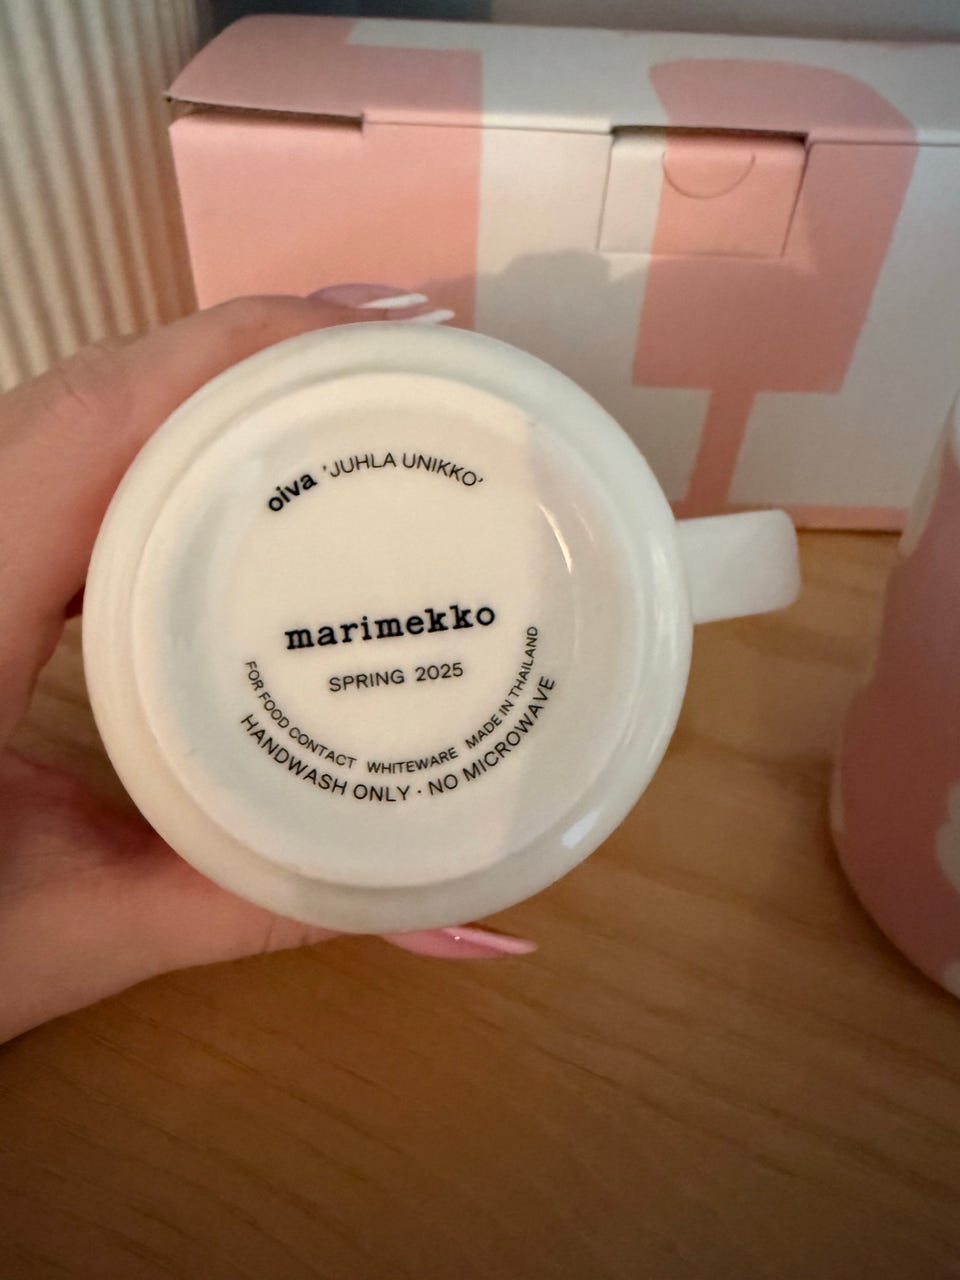 oiva 'JUHLA UNIKKO'
marimekko
SPRING 2025
FOR FOOD CONTACT WHITEWARE MADE IN THAILAND
HANDWASH ONLY · NO MICROWAVE